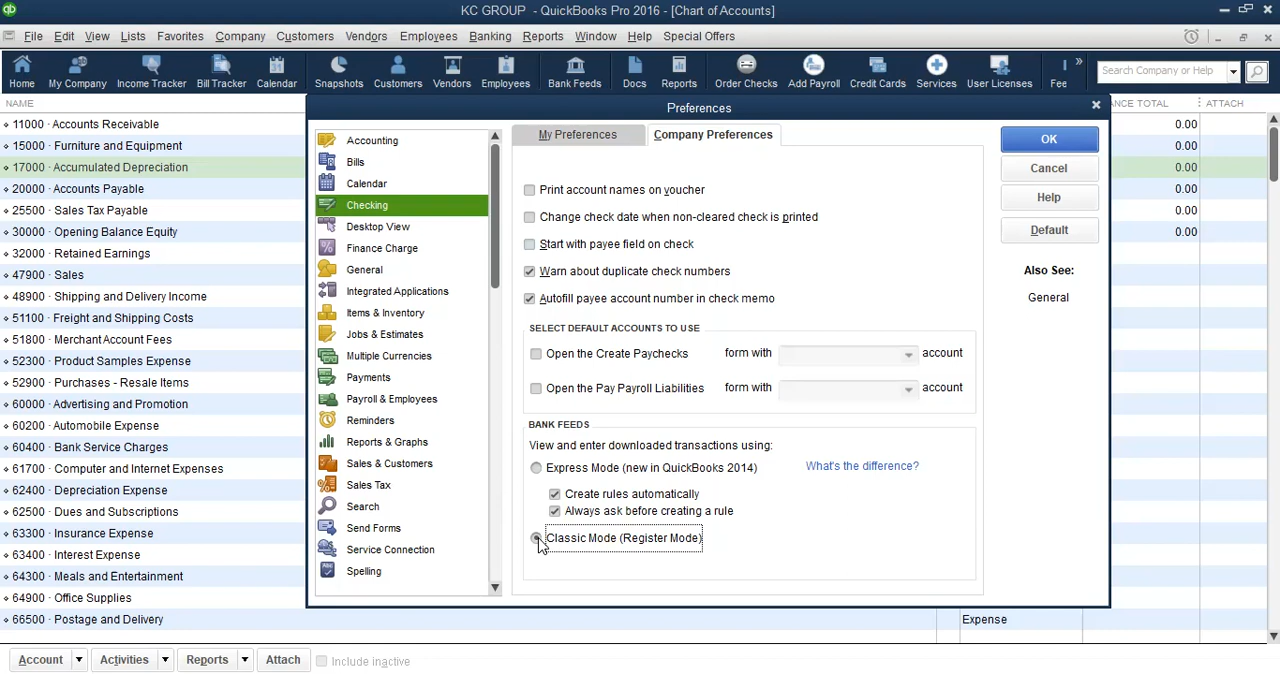 qb
KC GROUP - QuickBooks Pro 2016 - [Chart of Accounts]
File Edit View Lists Favorites Company Customers Vendors Employees Banking Reports Window Help Special Offers
Home My Company Income Tracker Bill Tracker Calendar Snapshots Customers Vendors Employees Bank Feeds Docs Reports Order Checks Add Payroll Credit Cards Services User Licenses Fee » Search Company or Help
NAME
ANCE TOTAL ATTACH
11000 · Accounts Receivable
0.00
15000 · Furniture and Equipment
0.00
17000 · Accumulated Depreciation
0.00
20000 · Accounts Payable
0.00
25500 · Sales Tax Payable
0.00
30000 · Opening Balance Equity
0.00
32000 · Retained Earnings
47900 · Sales
48900 · Shipping and Delivery Income
51100 · Freight and Shipping Costs
51800 · Merchant Account Fees
52300 · Product Samples Expense
52900 · Purchases - Resale Items
60000 · Advertising and Promotion
60200 · Automobile Expense
60400 · Bank Service Charges
61700 · Computer and Internet Expenses
62400 · Depreciation Expense
62500 · Dues and Subscriptions
63300 · Insurance Expense
63400 · Interest Expense
64300 · Meals and Entertainment
64900 · Office Supplies
66500 · Postage and Delivery
Expense
Preferences
Accounting
Bills
Calendar
Checking
Desktop View
Finance Charge
General
Integrated Applications
Items & Inventory
Jobs & Estimates
Multiple Currencies
Payments
Payroll & Employees
Reminders
Reports & Graphs
Sales & Customers
Sales Tax
Search
Send Forms
Service Connection
Spelling
My Preferences Company Preferences
Print account names on voucher
Change check date when non-cleared check is printed
Start with payee field on check
Warn about duplicate check numbers
Autofill payee account number in check memo
SELECT DEFAULT ACCOUNTS TO USE
Open the Create Paychecks form with account
Open the Pay Payroll Liabilities form with account
BANK FEEDS
View and enter downloaded transactions using:
Express Mode (new in QuickBooks 2014) What's the difference?
Create rules automatically
Always ask before creating a rule
Classic Mode (Register Mode)
OK
Cancel
Help
Default
Also See:
General
Account Activities Reports Attach Include inactive